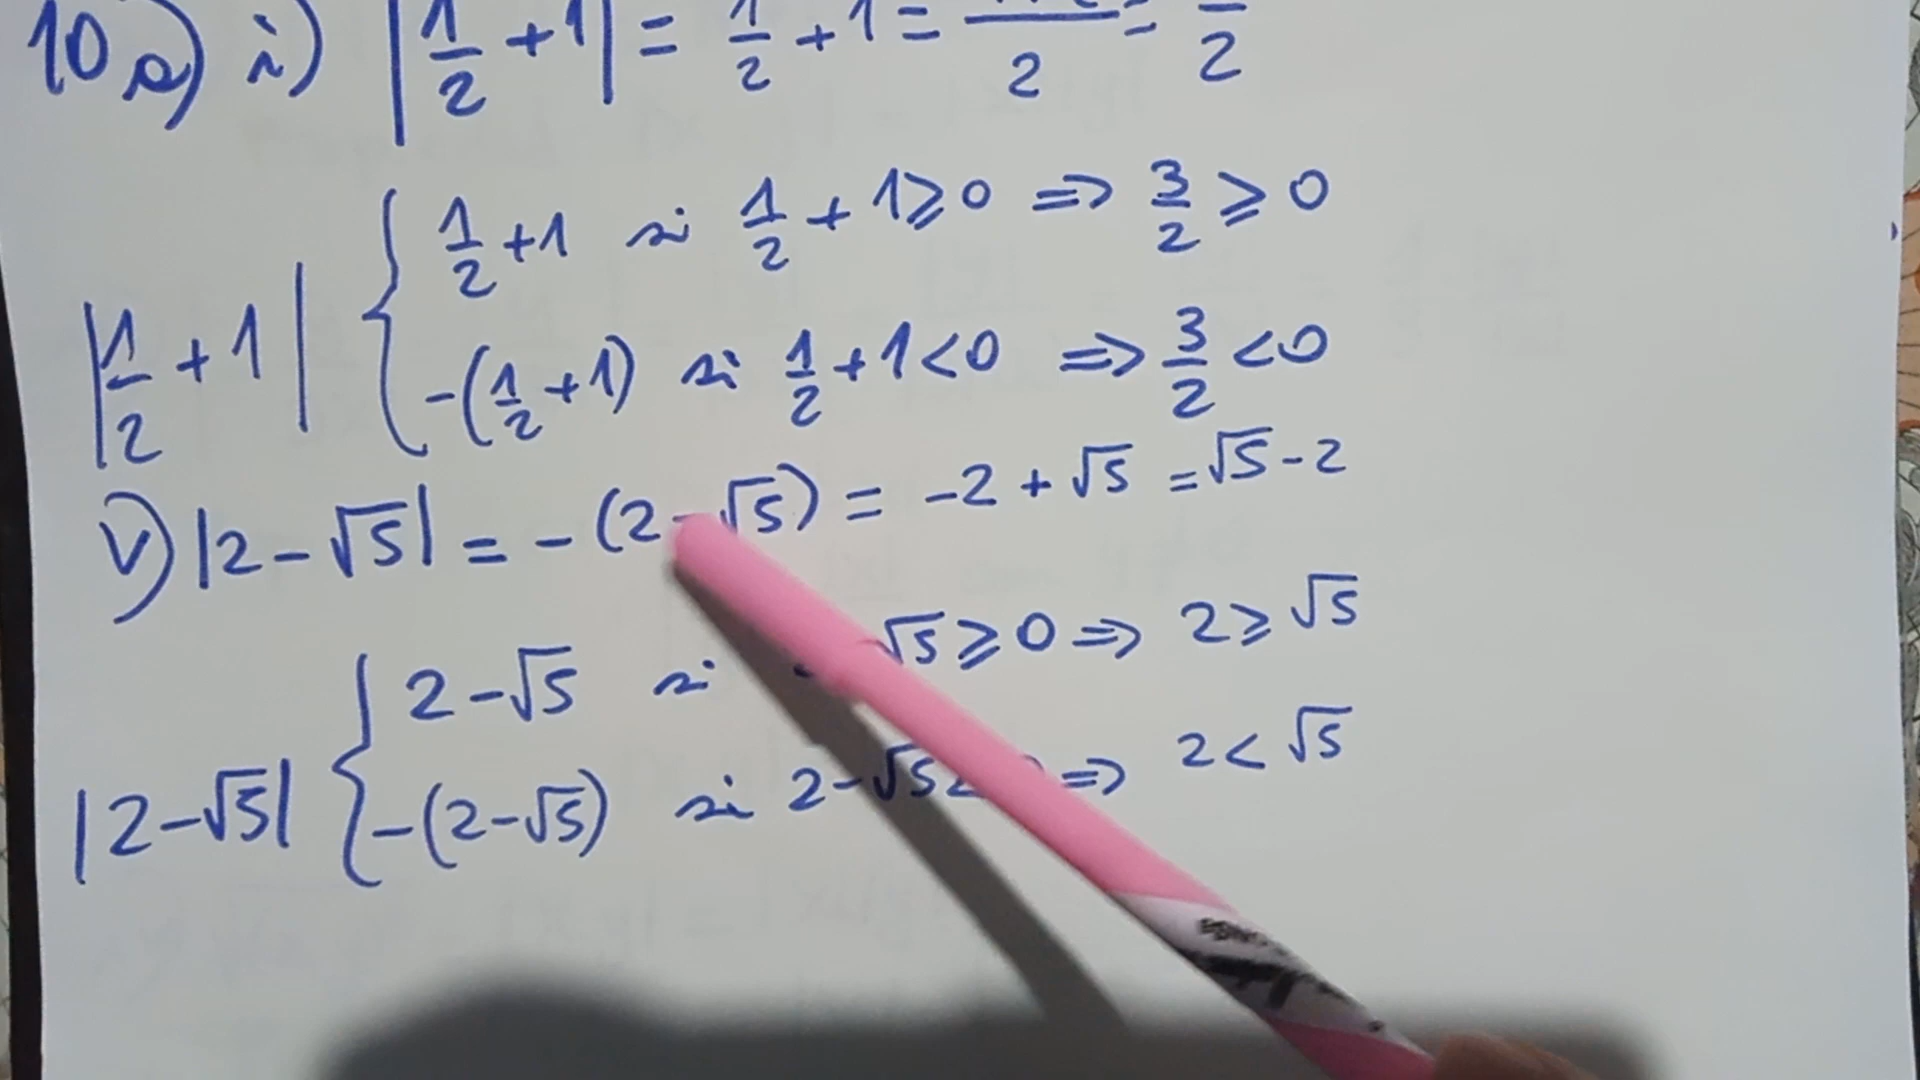 10 a) i) |1/2 + 1| = 1/2 + 1 = /2 = /2
|1/2 + 1| { 1/2 + 1 si 1/2 + 1 ⩾ 0 => 3/2 ⩾ 0
-(1/2 + 1) si 1/2 + 1 < 0 => 3/2 < 0
V) |2 - √5| = - (2 - √5) = -2 + √5 = √5 - 2
|2 - √5| { 2 - √5 si √5 ⩾ 0 => 2 ⩾ √5
-(2 - √5) si 2 - √5 < => 2 < √5